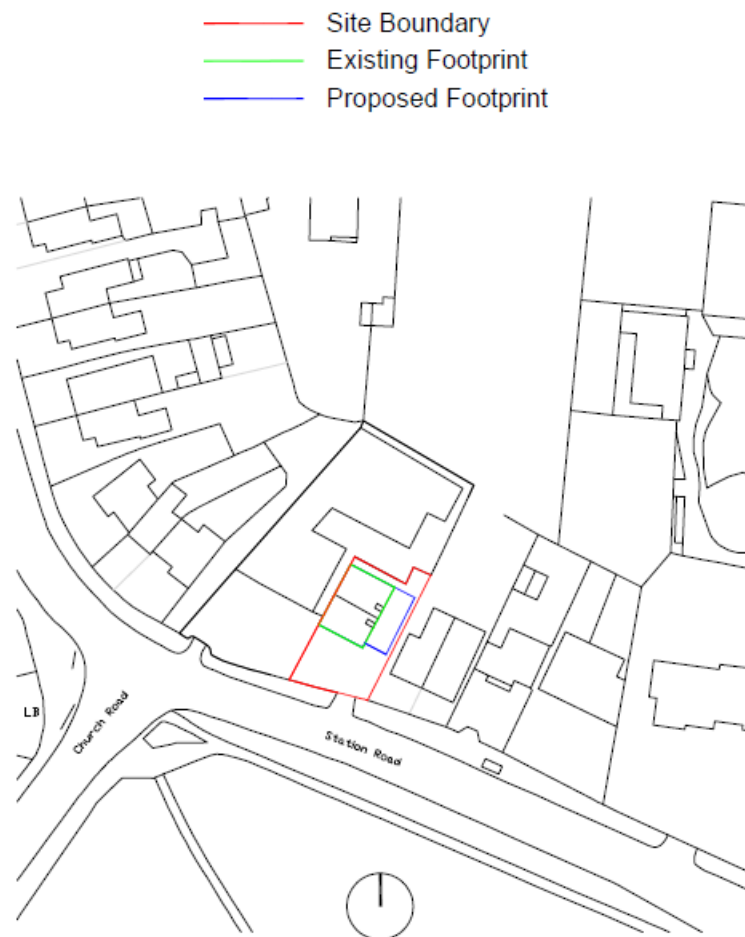 Site Boundary
Existing Footprint
Proposed Footprint
LB
Church Road
Station Road